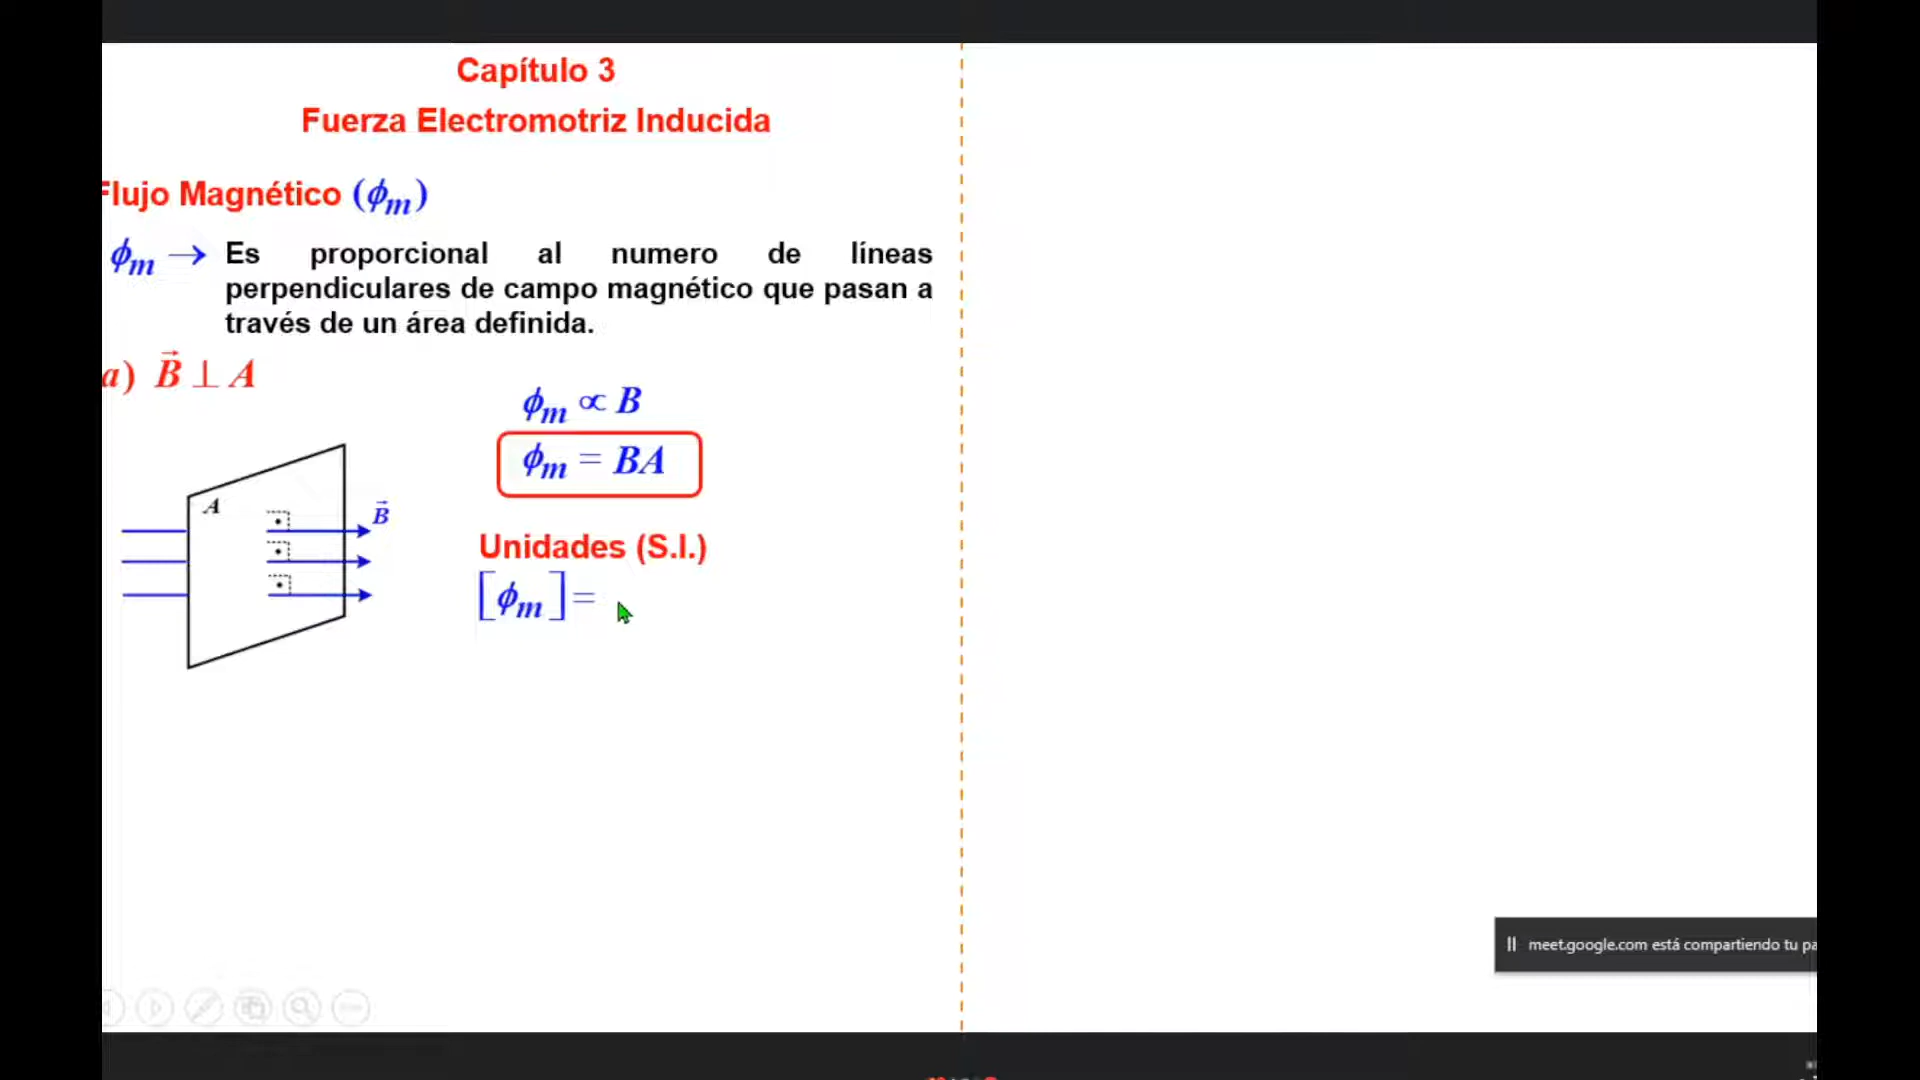 Capítulo 3
Fuerza Electromotriz Inducida
Flujo Magnético (ϕm)
ϕm → Es proporcional al numero de líneas
perpendiculares de campo magnético que pasan a
través de un área definida.
a) B⃗ ⊥ A
ϕm ∝ B
ϕm = BA
A
B⃗
Unidades (S.I.)
[ϕm] =
meet.google.com está compartiendo tu pa